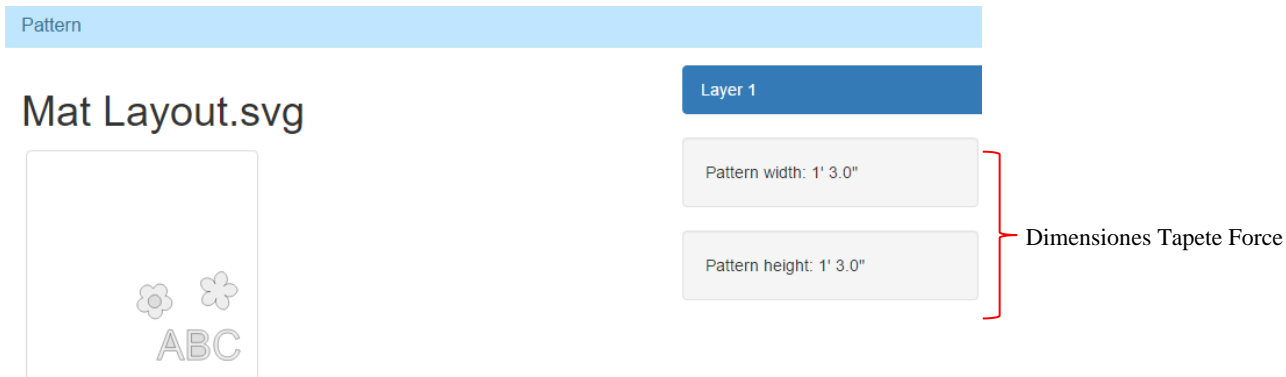 Pattern
Mat Layout.svg
Layer 1
Pattern width: 1' 3.0"
Pattern height: 1' 3.0"
Dimensiones Tapete Force
ABC